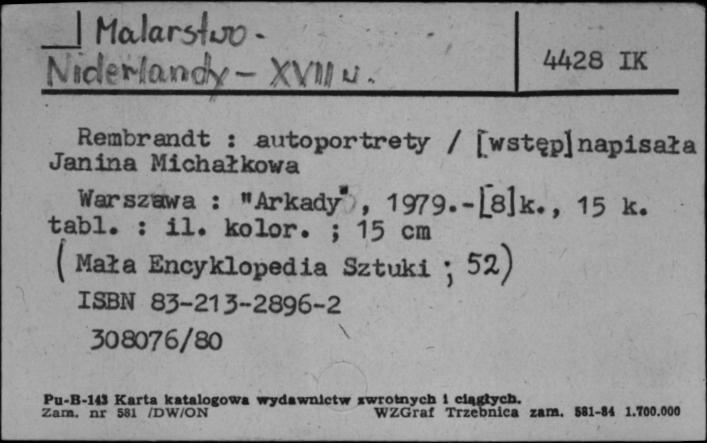 Malarstwo -
4428 IK
Niderlandy - XVII w.
Rembrandt : autoportrety / [wstęp] napisała
Janina Michałkowa
Warszawa : "Arkady", 1979.-[8]k., 15 k.
tabl. : il. kolor. ; 15 cm
(Mała Encyklopedia Sztuki ; 52)
ISBN 83-213-2896-2
308076/80
Pu-B-143 Karta katalogowa wydawnictw zwrotnych i ciągłych.
Zam. nr 581 /DW/ON WZGraf Trzebnica zam. 581-84 1.700.000